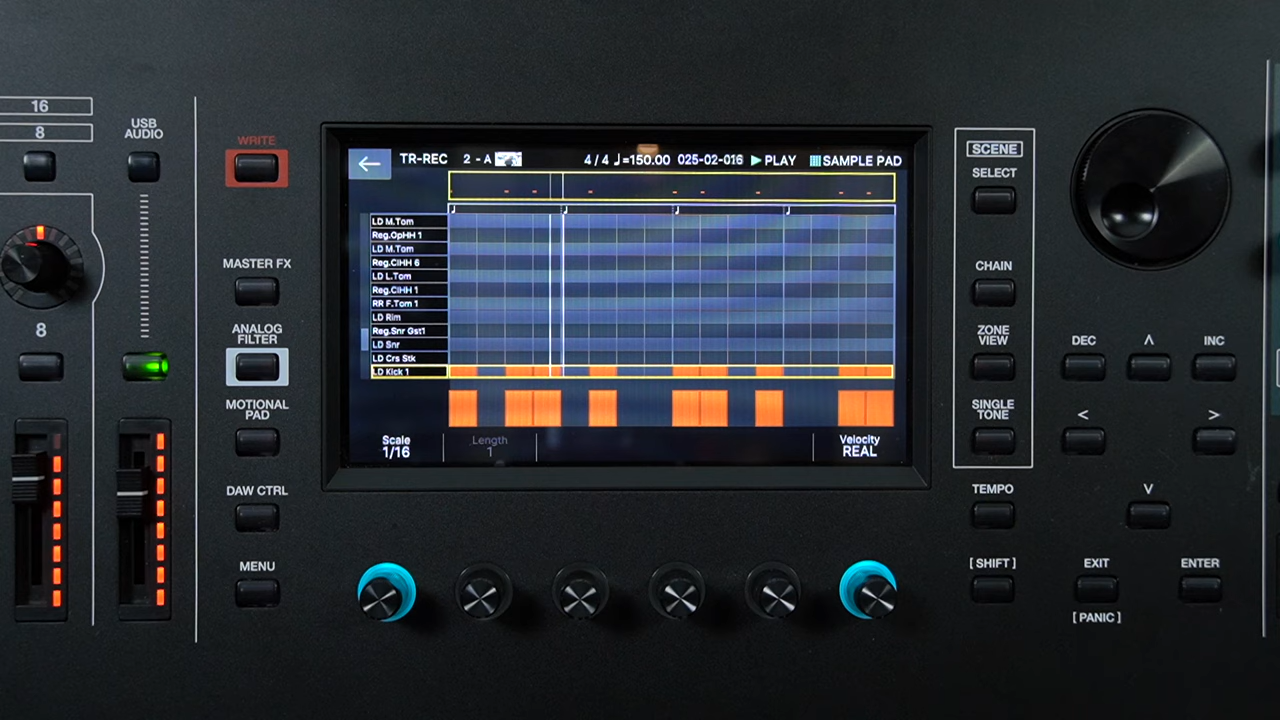 16
8
USB
AUDIO
8
WRITE
MASTER FX
ANALOG
FILTER
MOTIONAL
PAD
DAW CTRL
MENU
TR-REC 2 - A 4 / 4 ♩=150.00 025-02-016 ▶PLAY SAMPLE PAD
LD M.Tom
Reg.OpHH 1
LD M.Tom
Reg.ClHH 6
LD L.Tom
Reg.ClHH 1
RR F.Tom 1
LD Rim
Reg.Snr Gst1
LD Snr
LD Crs Stk
LD Kick 1
Scale
1/16
Length
1
Velocity
REAL
SCENE
SELECT
CHAIN
ZONE
VIEW
SINGLE
TONE
TEMPO
[ SHIFT ]
DEC
INC
EXIT
[ PANIC ]
ENTER